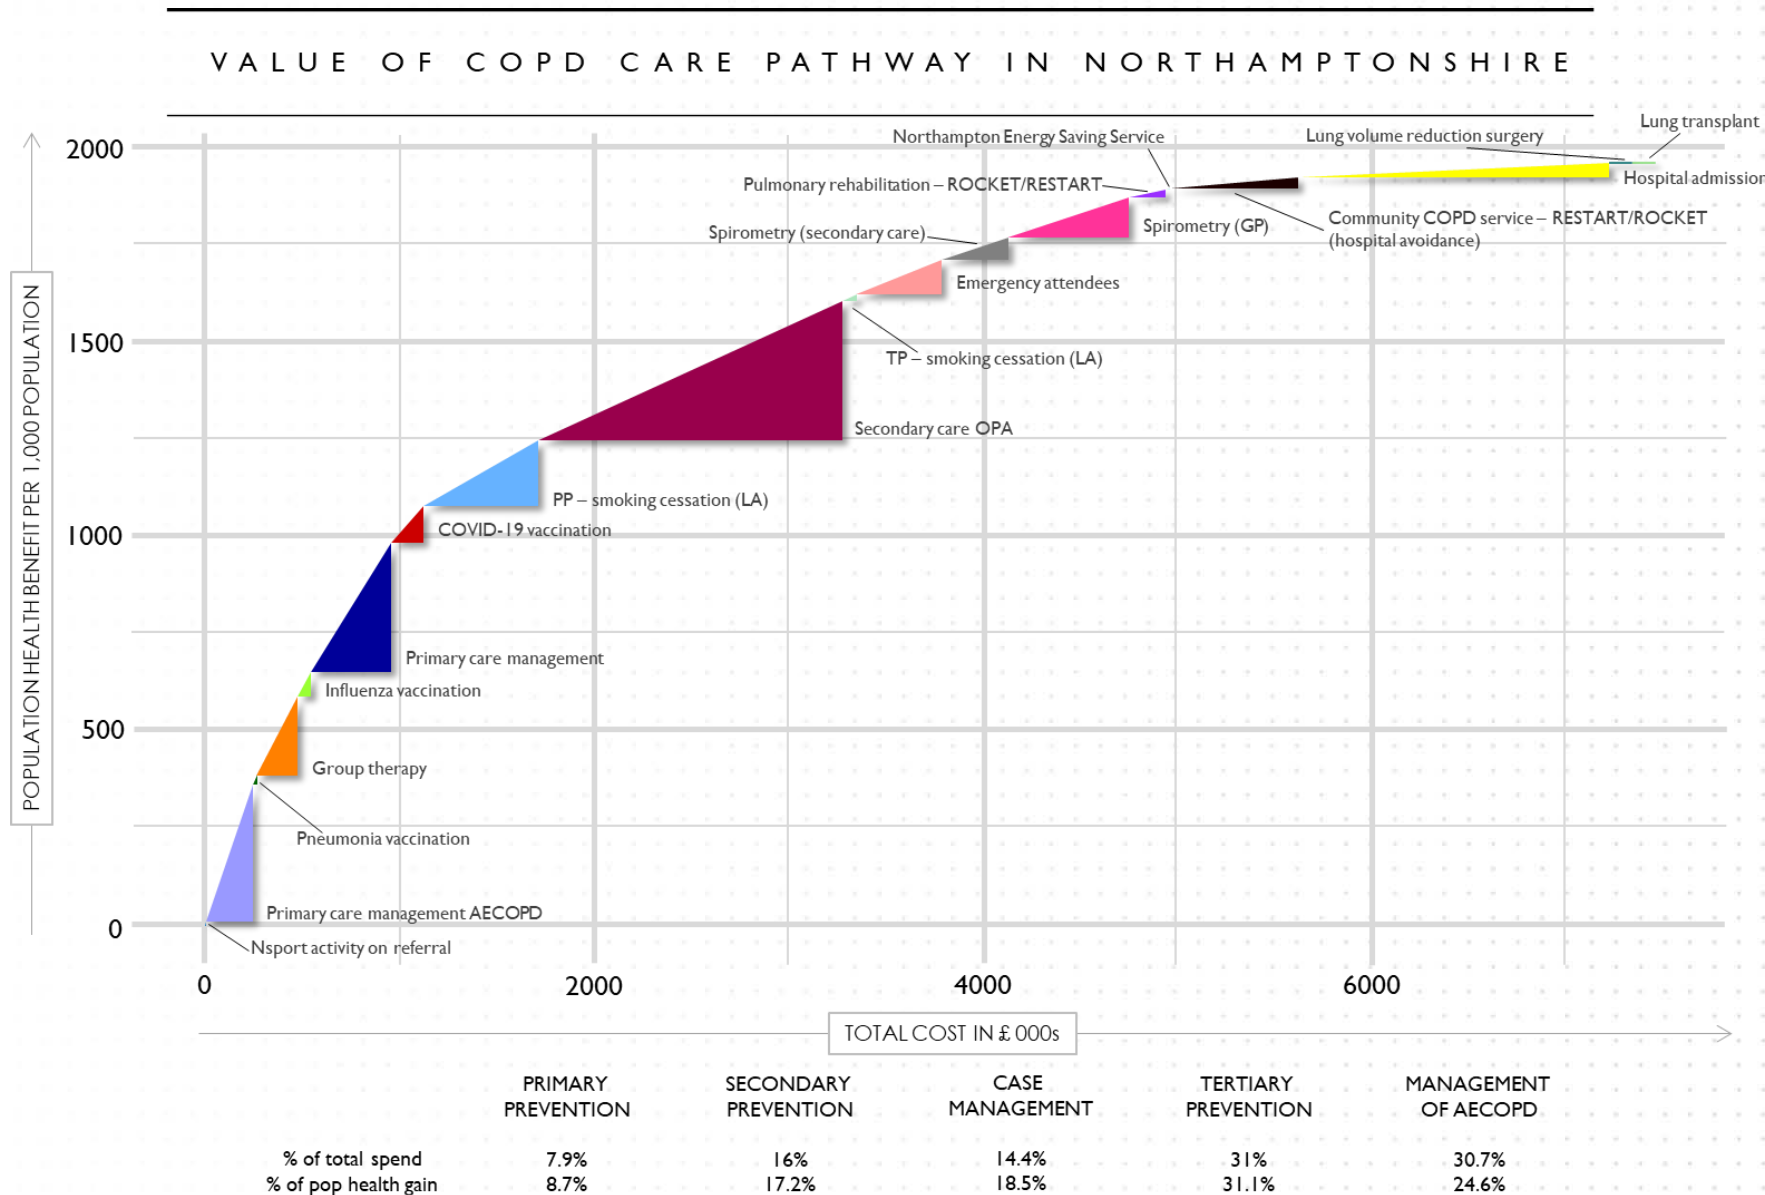 VALUE OF COPD CARE PATHWAY IN NORTHAMPTONSHIRE
Lung transplant
Northampton Energy Saving Service
Lung volume reduction surgery
2000
Pulmonary rehabilitation – ROCKET/RESTART
Hospital admission
Community COPD service – RESTART/ROCKET
(hospital avoidance)
Spirometry (GP)
Spirometry (secondary care)
Emergency attendees
POPULATION HEALTH BENEFIT PER 1,000 POPULATION
1500
TP – smoking cessation (LA)
Secondary care OPA
PP – smoking cessation (LA)
COVID-19 vaccination
1000
Primary care management
Influenza vaccination
500
Group therapy
Pneumonia vaccination
Primary care management AECOPD
0
Nsport activity on referral
0 2000 4000 6000
TOTAL COST IN £ 000s
PRIMARY PREVENTION
SECONDARY PREVENTION
CASE MANAGEMENT
TERTIARY PREVENTION
MANAGEMENT OF AECOPD
% of total spend 7.9% 16% 14.4% 31% 30.7%
% of pop health gain 8.7% 17.2% 18.5% 31.1% 24.6%